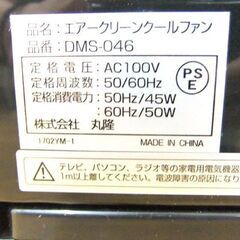 品名：エアークリーンクールファン
品番：DMS-046
定格電圧：AC100V
定格周波数：50/60Hz
定格消費電力：50Hz/45W
60Hz/50W
株式会社 丸隆
PSE
1702YM-1 MADE IN CHINA
テレビ、パソコン、ラジオ等の家電用電気機器
1m以上離してください。電波障害の原因に